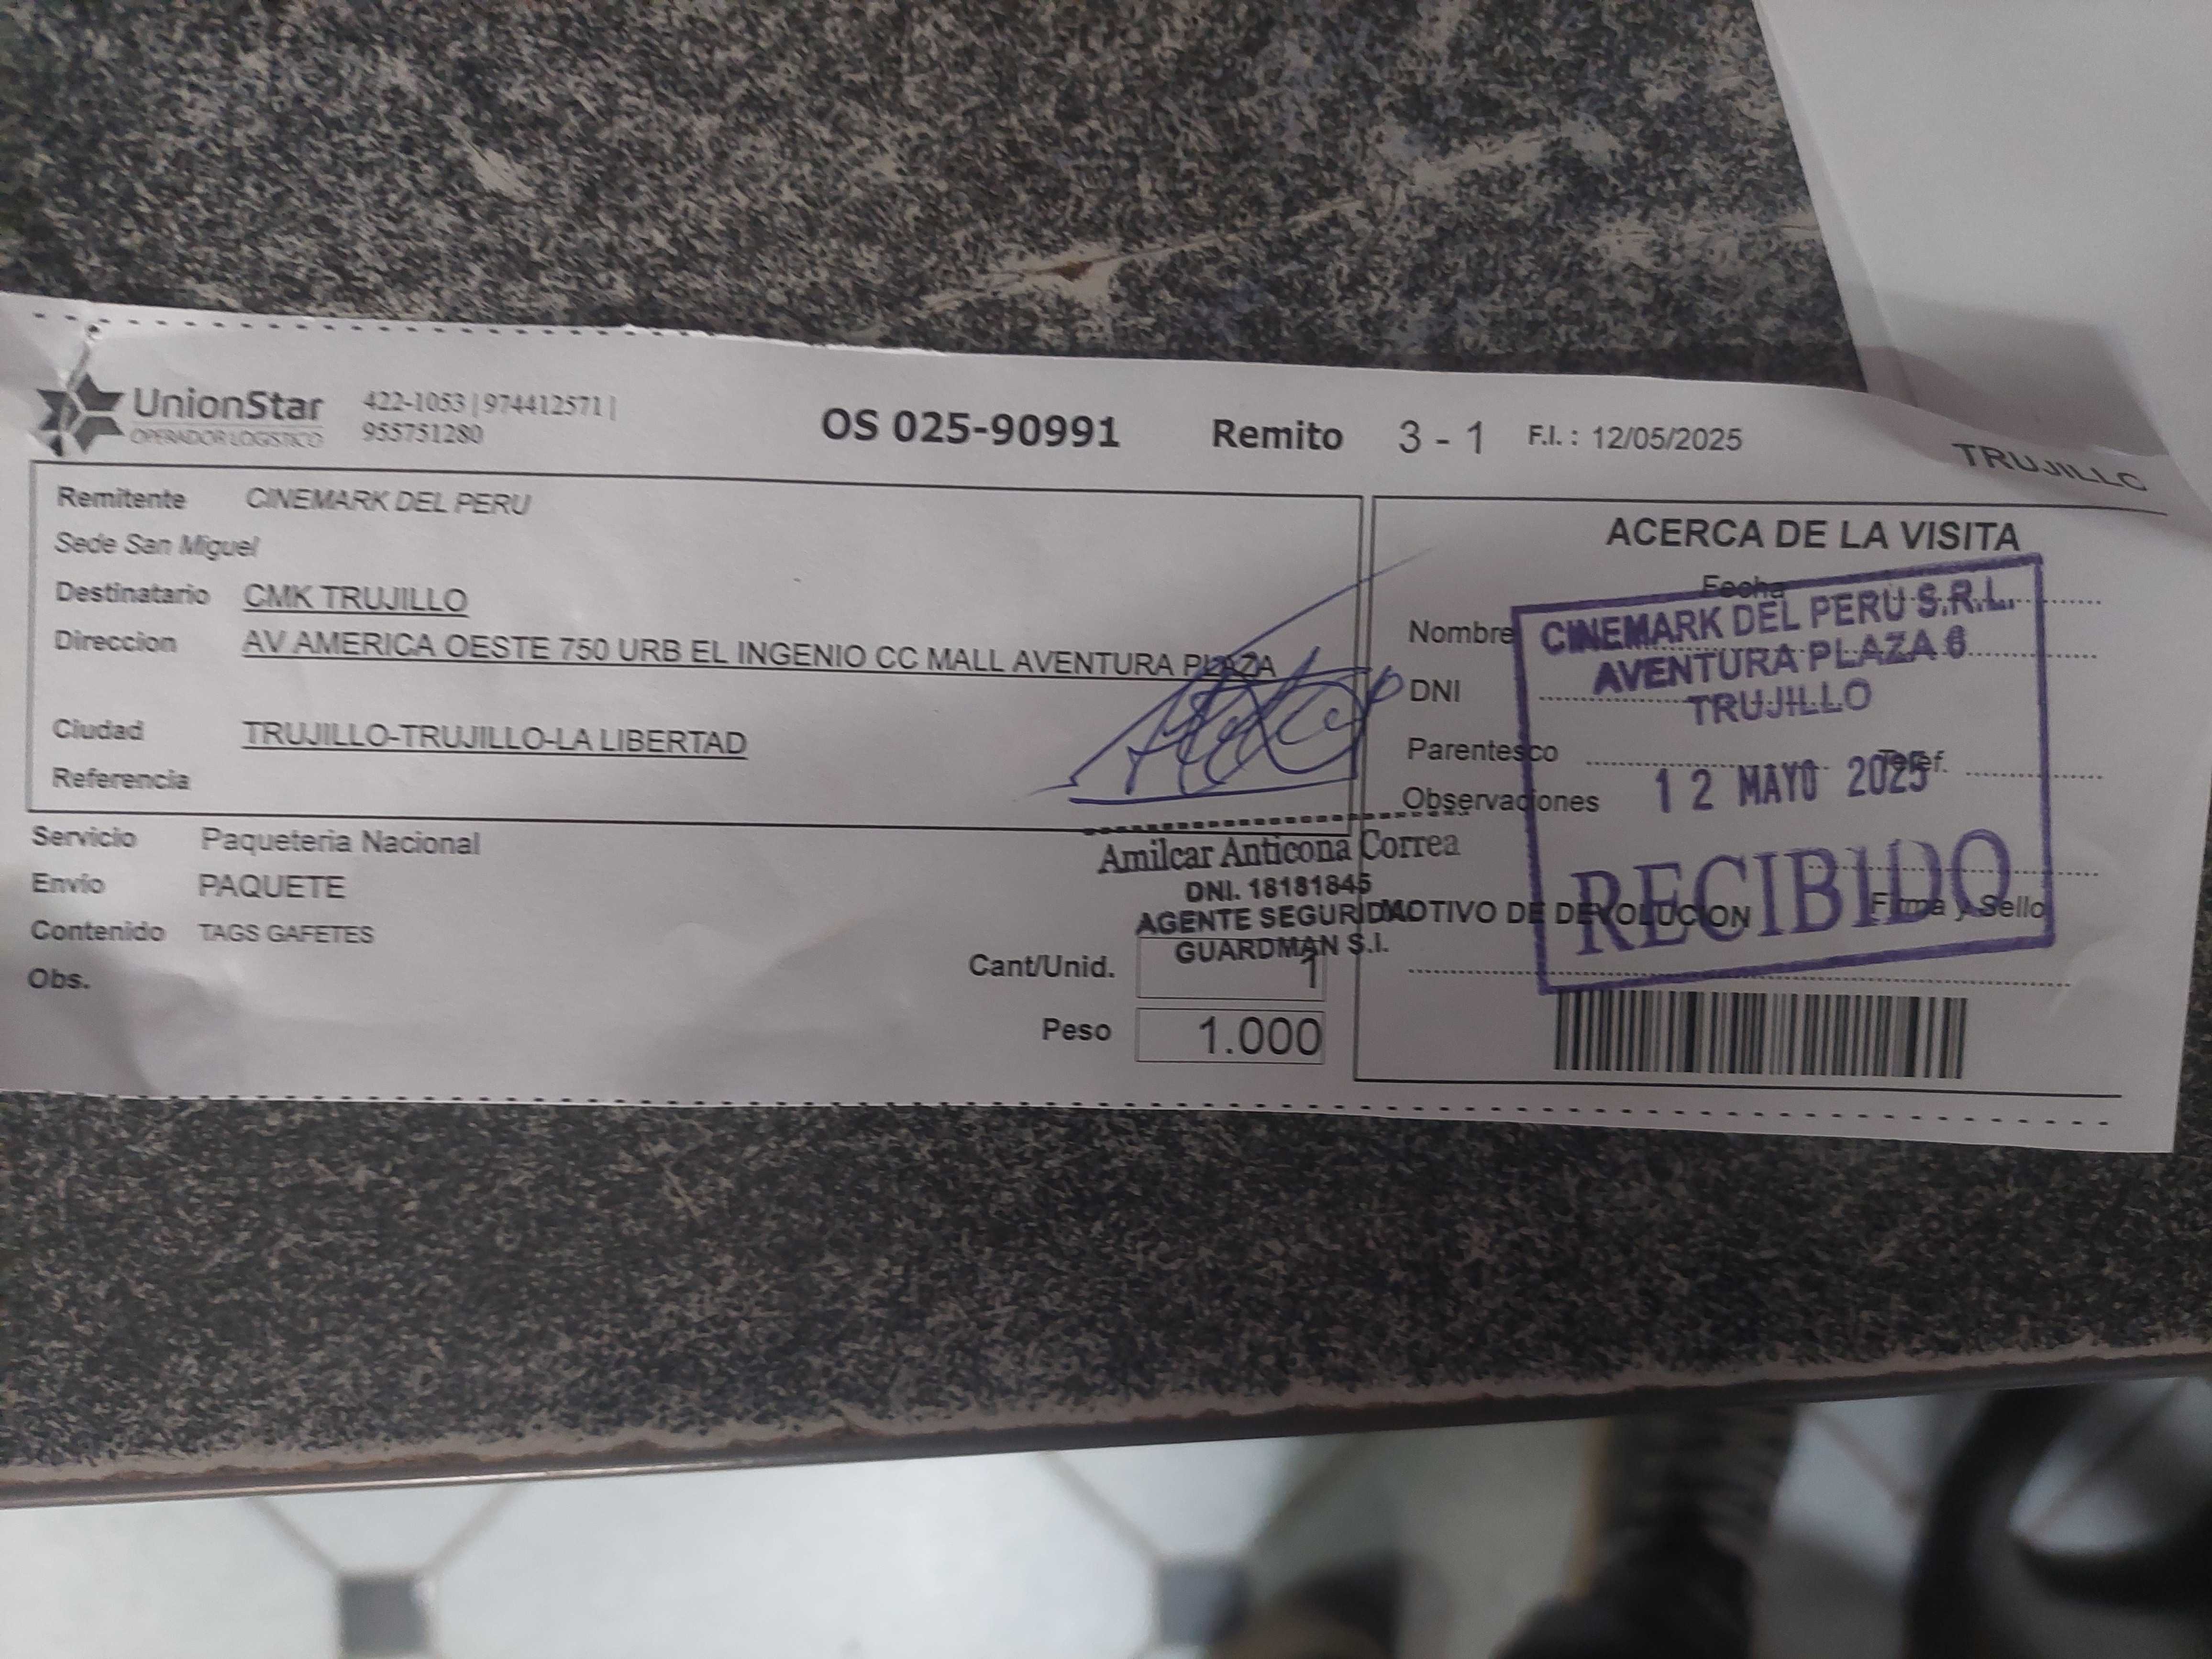 UnionStar
OPERADOR LOGISTICO
422-1053 | 974412571 |
955751280
OS 025-90991 Remito 3 - 1 F.I. : 12/05/2025
TRUJILLO
Remitente CINEMARK DEL PERU
Sede San Miguel
Destinatario CMK TRUJILLO
Direccion AV AMERICA OESTE 750 URB EL INGENIO CC MALL AVENTURA PLAZA
Ciudad TRUJILLO-TRUJILLO-LA LIBERTAD
Referencia
Servicio Paqueteria Nacional
Envío PAQUETE
Contenido TAGS GAFETES
Obs.
Amilcar Anticona Correa
DNI. 18181845
AGENTE SEGURIDAD
GUARDMAN S.I.
Cant/Unid. 1
Peso 1.000
ACERCA DE LA VISITA
Fecha
Nombre
DNI
Parentesco
Telef.
Observaciones
MOTIVO DE DEVOLUCION
Firma y Sello
CINEMARK DEL PERU S.R.L.
AVENTURA PLAZA 6
TRUJILLO
12 MAYO 2025
RECIBIDO